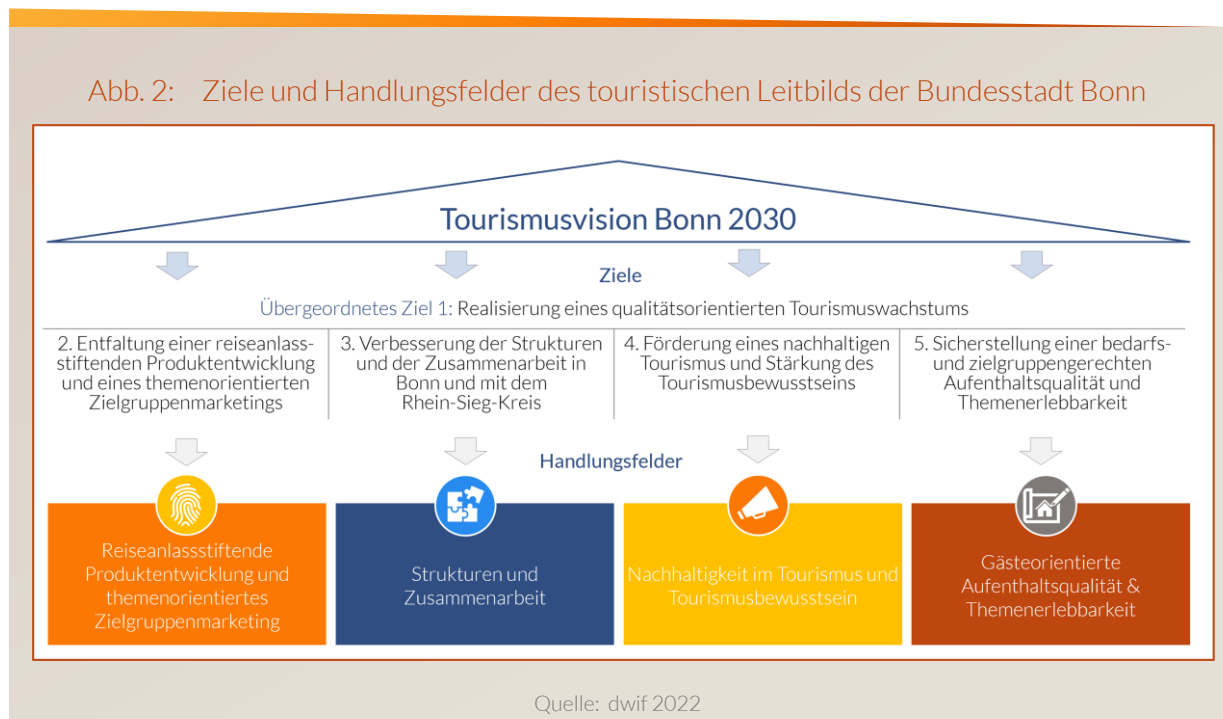 Abb. 2: Ziele und Handlungsfelder des touristischen Leitbilds der Bundesstadt Bonn
Tourismusvision Bonn 2030
Ziele
Übergeordnetes Ziel 1: Realisierung eines qualitätsorientierten Tourismuswachstums
2. Entfaltung einer reiseanlass-
stiftenden Produktentwicklung
und eines themenorientierten
Zielgruppenmarketings
3. Verbesserung der Strukturen
und der Zusammenarbeit in
Bonn und mit dem
Rhein-Sieg-Kreis
4. Förderung eines nachhaltigen
Tourismus und Stärkung des
Tourismusbewusstseins
5. Sicherstellung einer bedarfs-
und zielgruppengerechten
Aufenthaltsqualität und
Themenerlebbarkeit
Handlungsfelder
Reiseanlassstiftende
Produktentwicklung und
themenorientiertes
Zielgruppenmarketing
Strukturen und
Zusammenarbeit
Nachhaltigkeit im Tourismus und
Tourismusbewusstsein
Gästeorientierte
Aufenthaltsqualität &
Themenerlebbarkeit
Quelle: dwif 2022